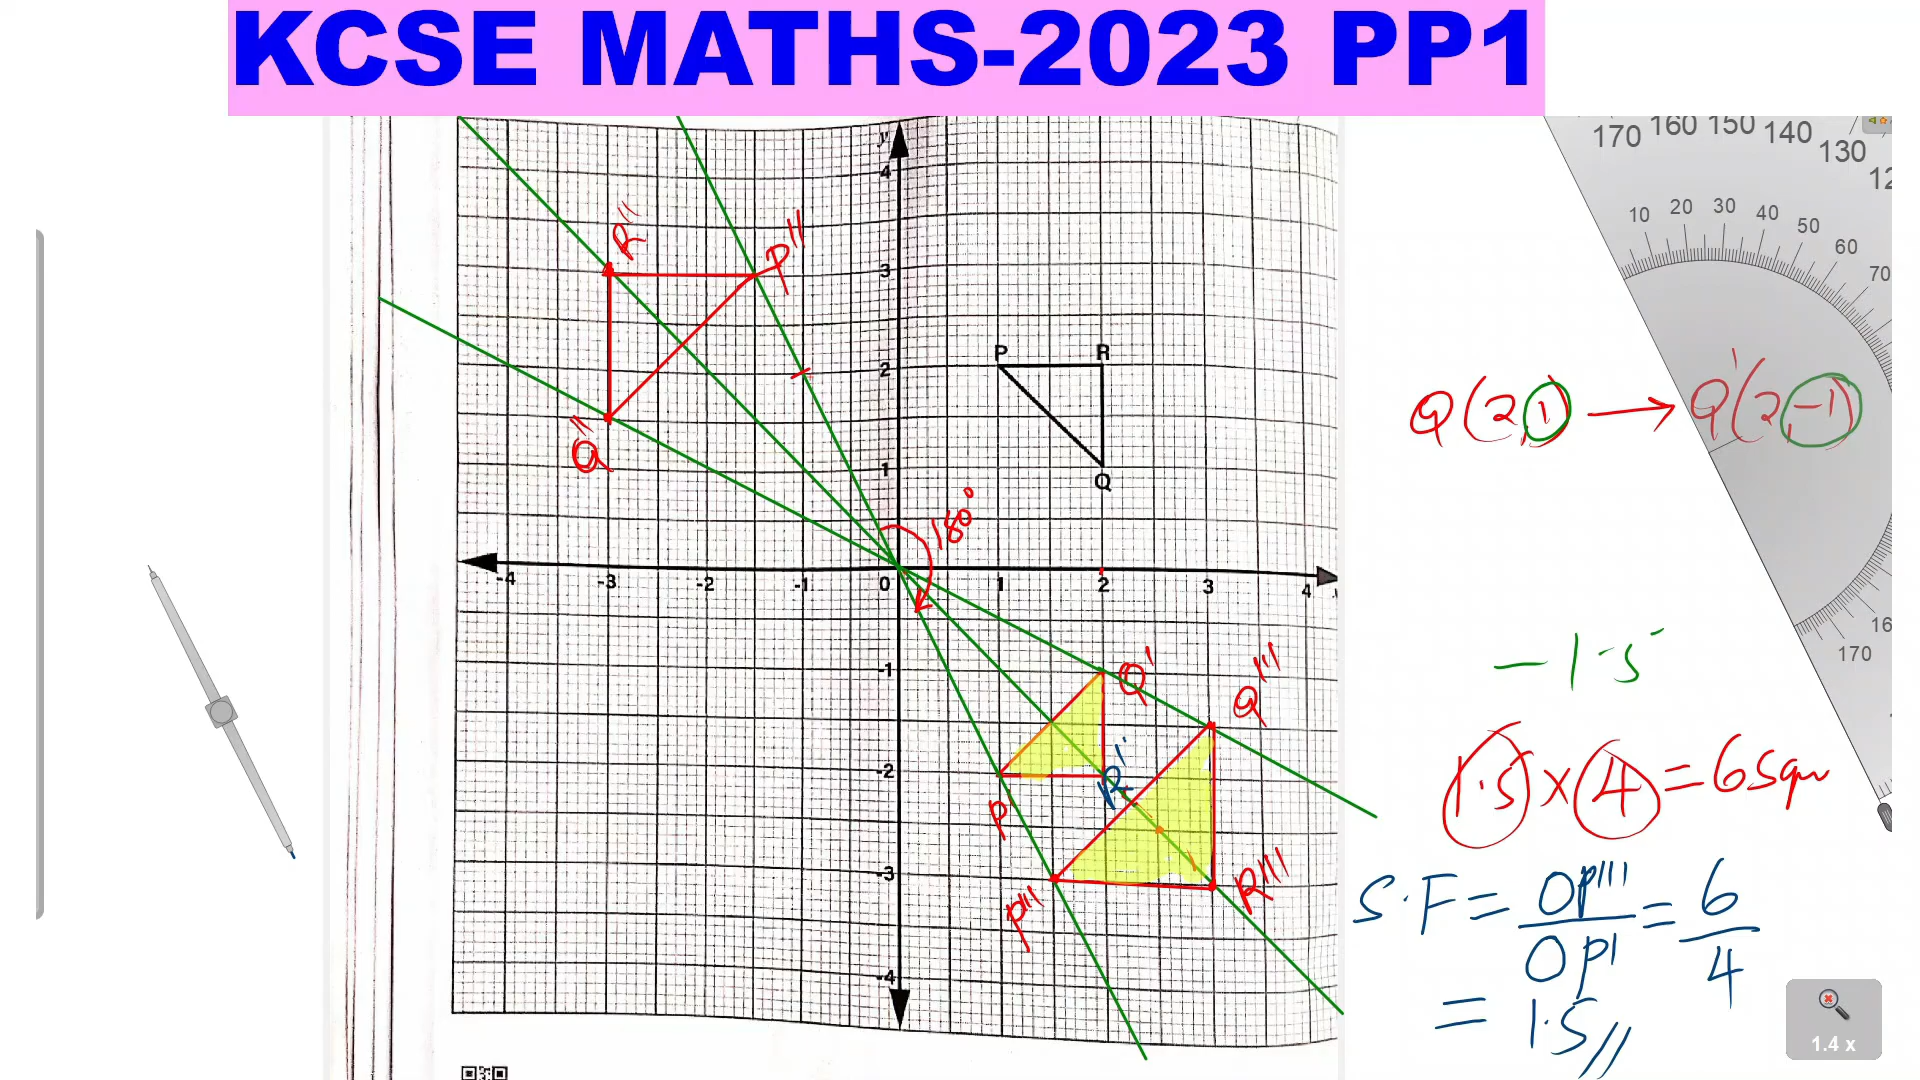 KCSE MATHS-2023 PP1
170 160 150 140 130 12
10 20 30 40 50 60 70
y
4
R'' P''
3
P R
2
Q(2,1) → Q'(2,-1)
Q''
1
Q
180°
-4 -3 -2 -1 0 1 2 3 4
16
170
-1.5
-1 Q' Q'''
-2 R'
P
1.5 × 4 = 6 squ
-3 P''' R'''
S.F = OP''' / OP' = 6/4
-4
= 1.5//
1.4 x